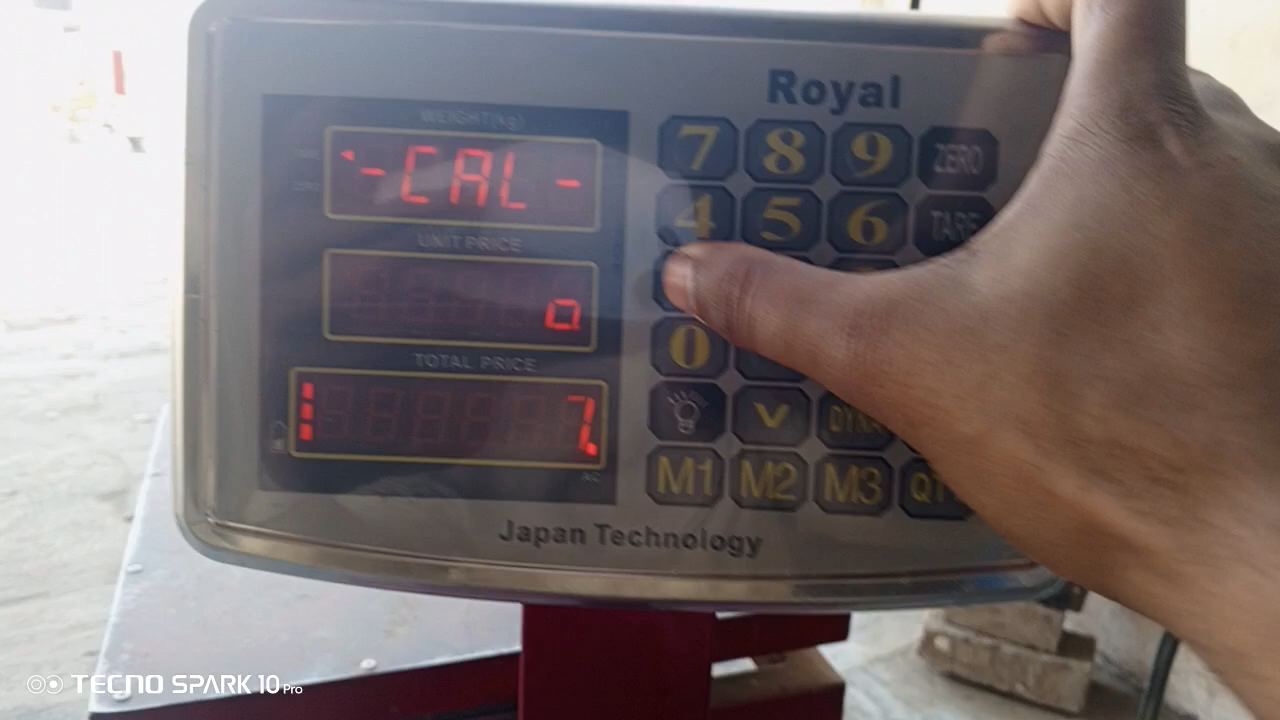 Royal
WEIGHT(kg)
-CAL-
UNIT PRICE
0
TOTAL PRICE
7 8 9 ZERO
4 5 6 TARE
0
V
M1 M2 M3
Japan Technology
TECNO SPARK 10 Pro